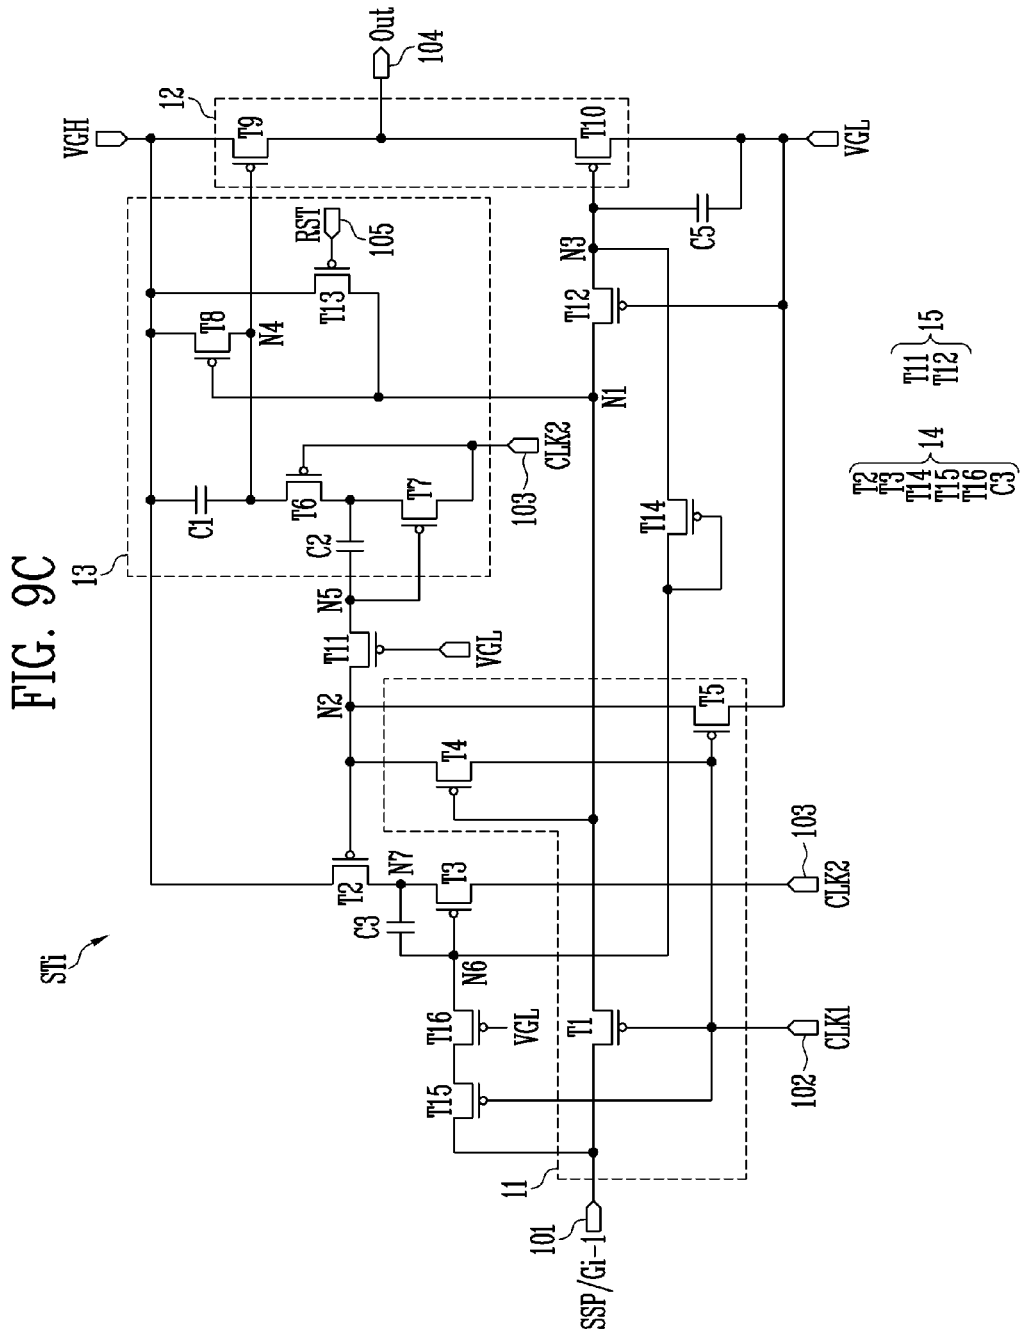 FIG. 9C
STi
VGH
12
T9
Out
104
13
C1
T8
N4
RST
105
T13
T6
C2
T7
CLK2
103
N5
T11
VGL
N2
T10
N3
T12
C5
VGL
N1
T14
T2
N7
C3
T3
N6
T4
T5
T16
VGL
T15
T1
11
101
SSP/Gi-1
102
CLK1
103
CLK2
T2
T3
T14
T15
T16
C3
14
T11
T12
15